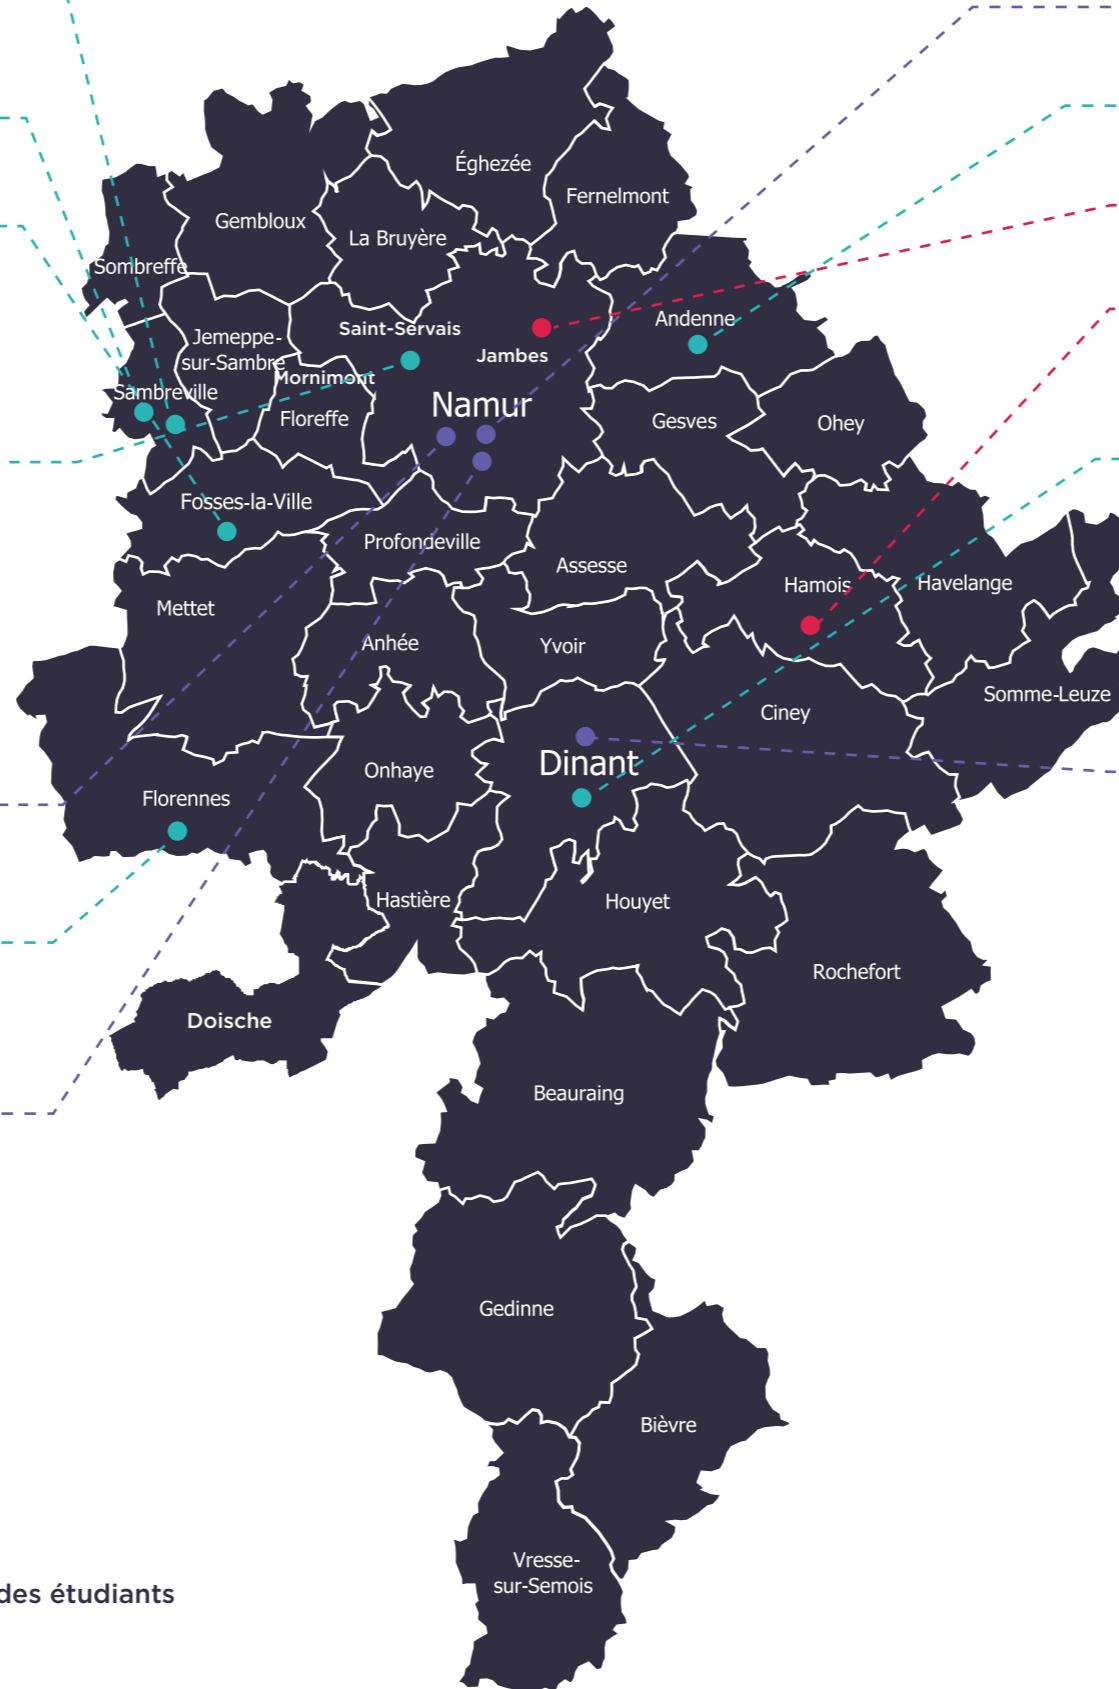 Éghezée
Fernelmont
Gembloux
La Bruyère
Sombreffe
Andenne
Saint-Servais
Jemeppe-
sur-Sambre
Jambes
Mornimont
Sambreville
Namur
Floreffe
Gesves
Ohey
Fosses-la-Ville
Profondeville
Assesse
Hamois
Havelange
Mettet
Anhée
Yvoir
Somme-Leuze
Ciney
Dinant
Onhaye
Florennes
Hastière
Houyet
Rochefort
Doische
Beauraing
Gedinne
Bièvre
Vresse-
sur-Semois
des étudiants